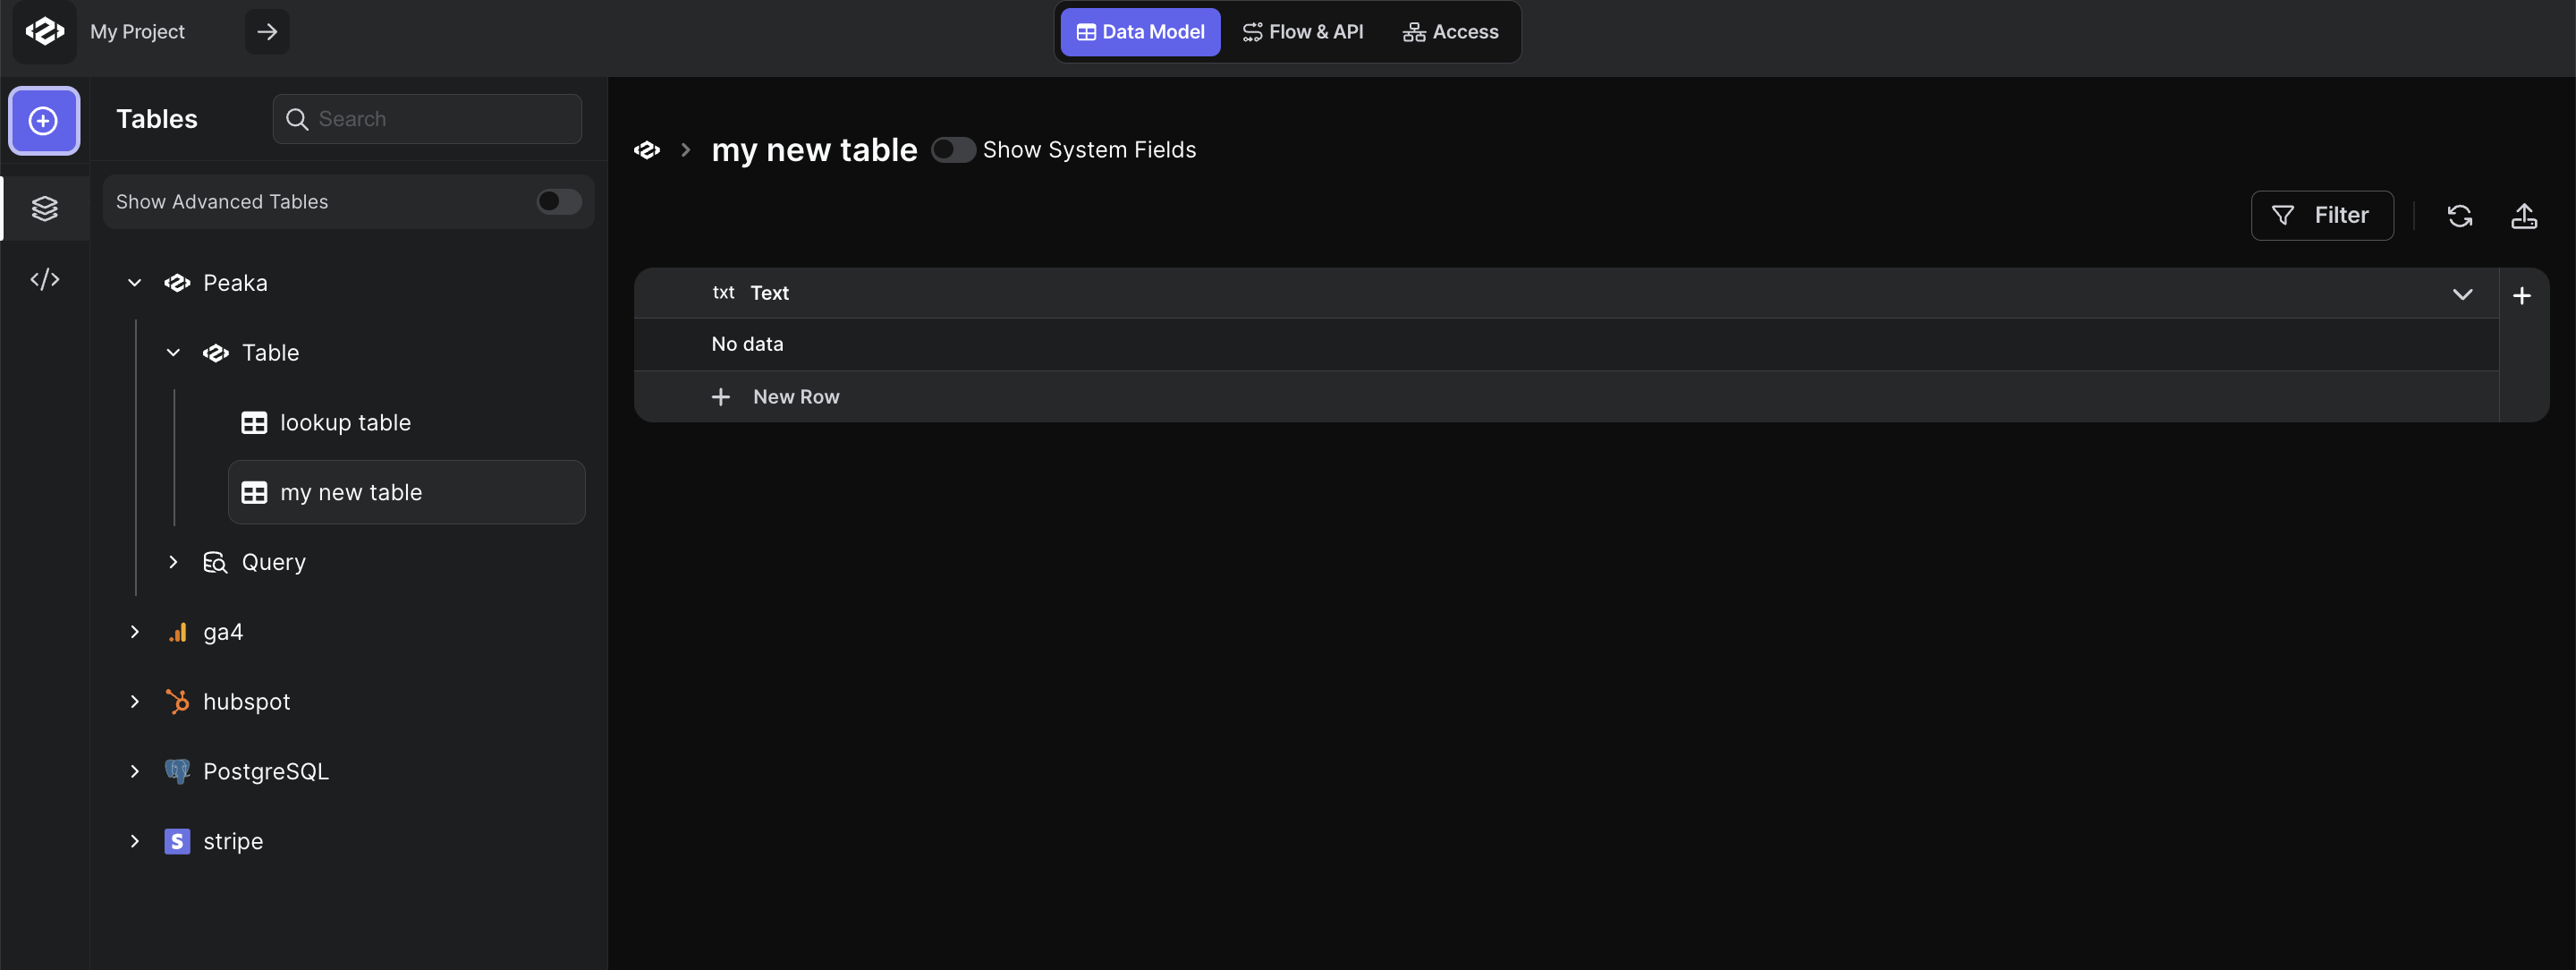 My Project
Data Model
Flow & API
Access
Tables
Search
Show Advanced Tables
Peaka
Table
lookup table
my new table
Query
ga4
hubspot
PostgreSQL
stripe
my new table
Show System Fields
Filter
txt Text
No data
New Row